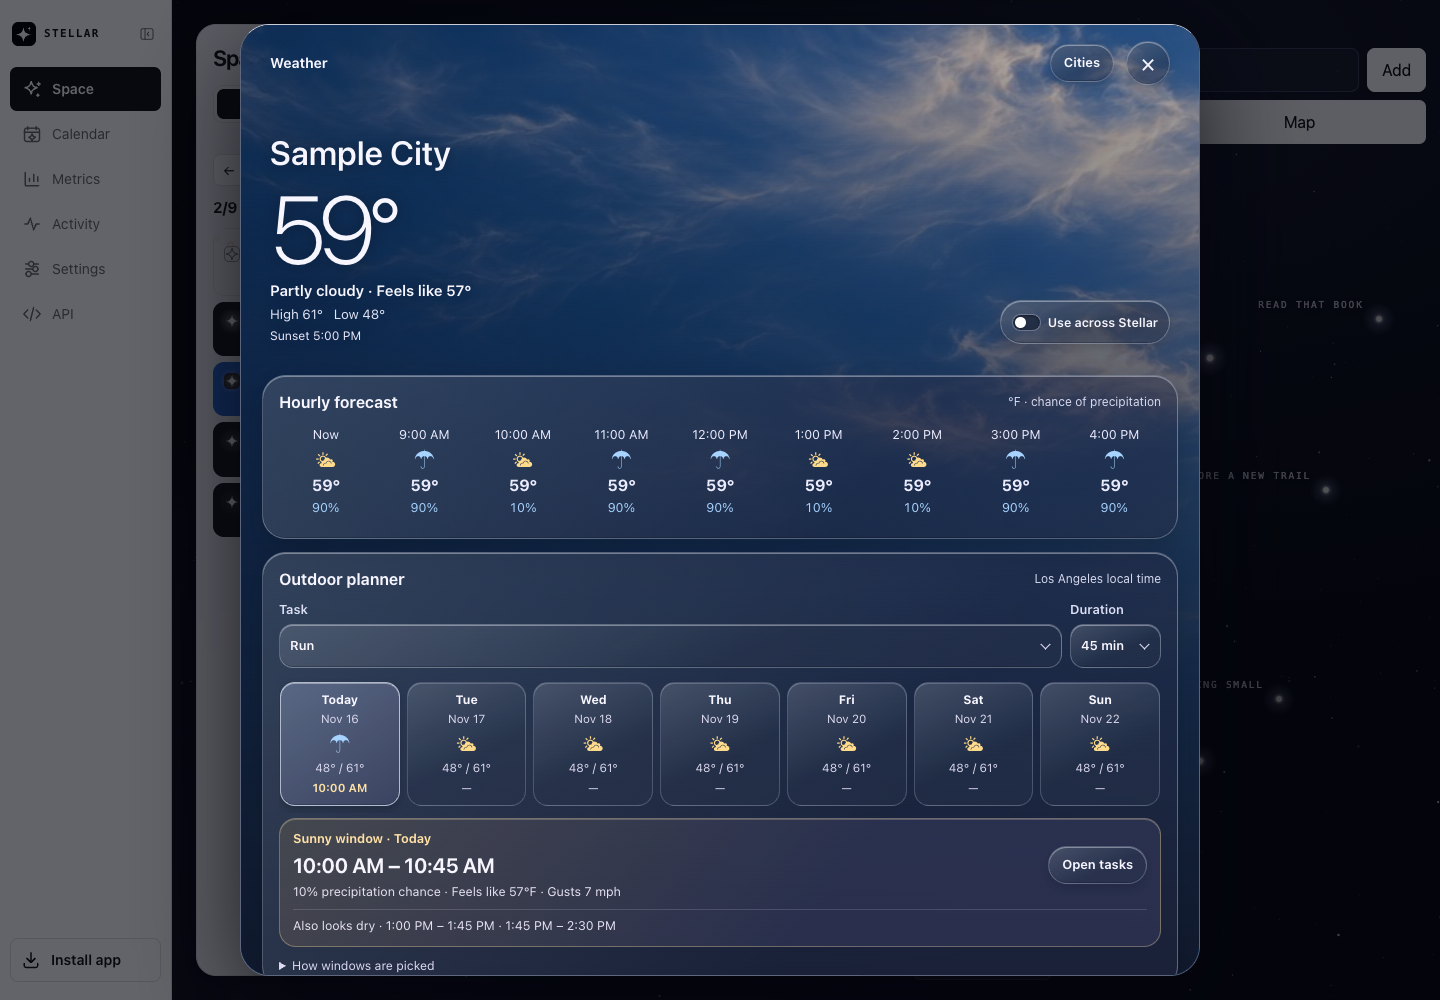 STELLAR
Space
Calendar
Metrics
Activity
Settings
API
Install app
2/9
Add
Map
READ THAT BOOK
A NEW TRAIL
SMALL
Weather
Cities
Sample City
59°
Partly cloudy · Feels like 57°
High 61° Low 48°
Sunset 5:00 PM
Use across Stellar
Hourly forecast
°F · chance of precipitation
Now 9:00 AM 10:00 AM 11:00 AM 12:00 PM 1:00 PM 2:00 PM 3:00 PM 4:00 PM
59° 59° 59° 59° 59° 59° 59° 59° 59°
90% 90% 10% 90% 90% 10% 10% 90% 90%
Outdoor planner
Los Angeles local time
Task Duration
Run 45 min
Today Tue Wed Thu Fri Sat Sun
Nov 16 Nov 17 Nov 18 Nov 19 Nov 20 Nov 21 Nov 22
48° / 61° 48° / 61° 48° / 61° 48° / 61° 48° / 61° 48° / 61° 48° / 61°
10:00 AM — — — — — —
Sunny window · Today
10:00 AM – 10:45 AM
Open tasks
10% precipitation chance · Feels like 57°F · Gusts 7 mph
Also looks dry · 1:00 PM – 1:45 PM · 1:45 PM – 2:30 PM
How windows are picked